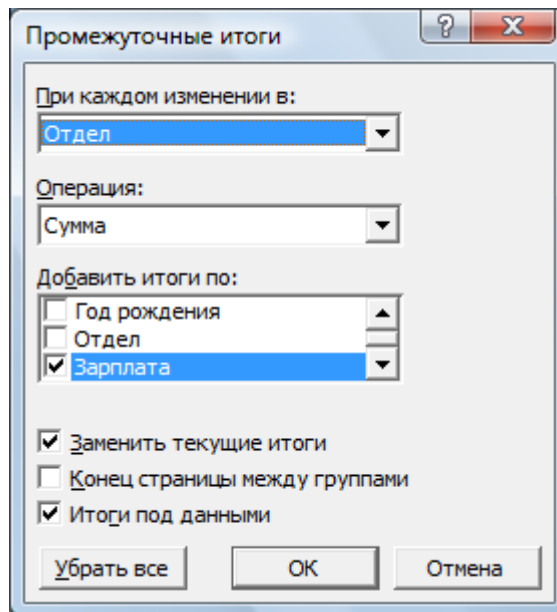 Промежуточные итоги
При каждом изменении в:
Отдел
Операция:
Сумма
Добавить итоги по:
Год рождения
Отдел
Зарплата
Заменить текущие итоги
Конец страницы между группами
Итоги под данными
Убрать все ОК Отмена